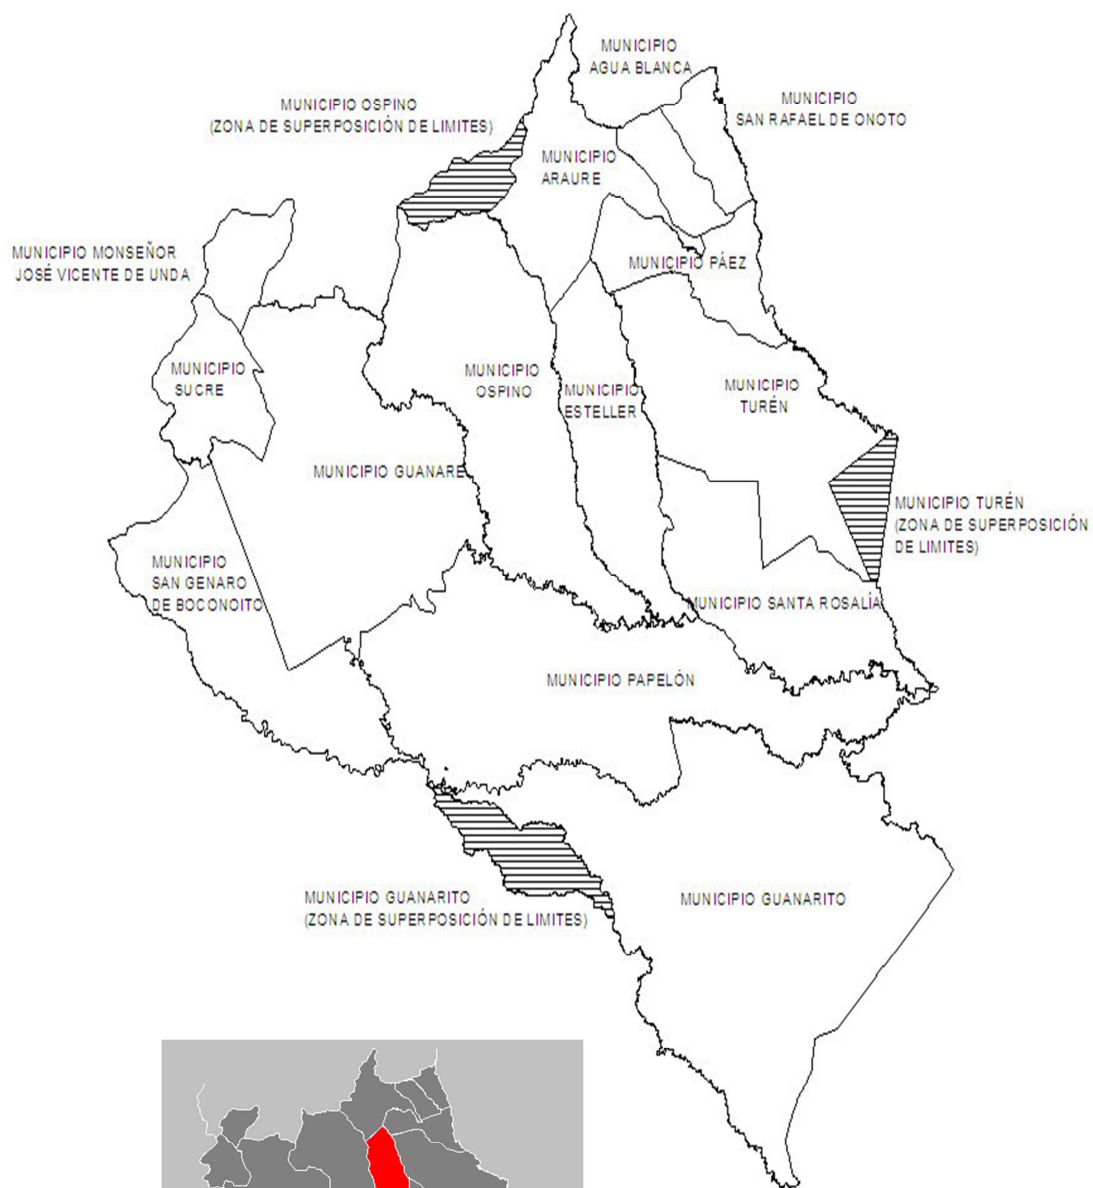 MUNICIPIO
AGUA BLANCA
MUNICIPIO OSPINO
(ZONA DE SUPERPOSICIÓN DE LIMITES)
MUNICIPIO
SAN RAFAEL DE ONOTO
MUNICIPIO
ARAURE
MUNICIPIO MONSEÑOR
JOSÉ VICENTE DE UNDA
MUNICIPIO PÁEZ
MUNICIPIO
SUCRE
MUNICIPIO
OSPINO
MUNICIPIO
ESTELLER
MUNICIPIO
TURÉN
MUNICIPIO GUANARE
MUNICIPIO TURÉN
(ZONA DE SUPERPOSICIÓN
DE LIMITES)
MUNICIPIO
SAN GENARO
DE BOCONOITO
MUNICIPIO SANTA ROSALÍA
MUNICIPIO PAPELÓN
MUNICIPIO GUANARITO
(ZONA DE SUPERPOSICIÓN DE LIMITES)
MUNICIPIO GUANARITO